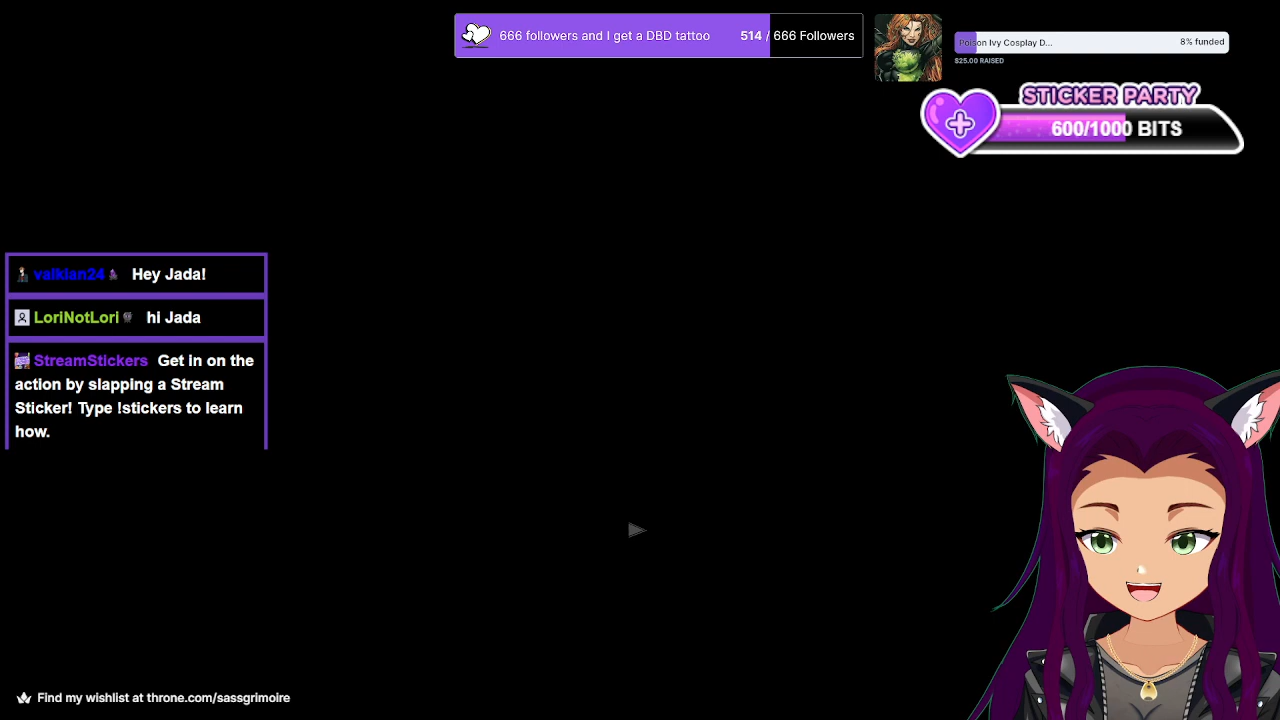 666 followers and I get a DBD tattoo 514 / 666 Followers
Poison Ivy Cosplay D... 8% funded
$25.00 RAISED
STICKER PARTY
600/1000 BITS
valkian24 Hey Jada!
LoriNotLori hi Jada
StreamStickers Get in on the
action by slapping a Stream
Sticker! Type !stickers to learn
how.
Find my wishlist at throne.com/sassgrimoire